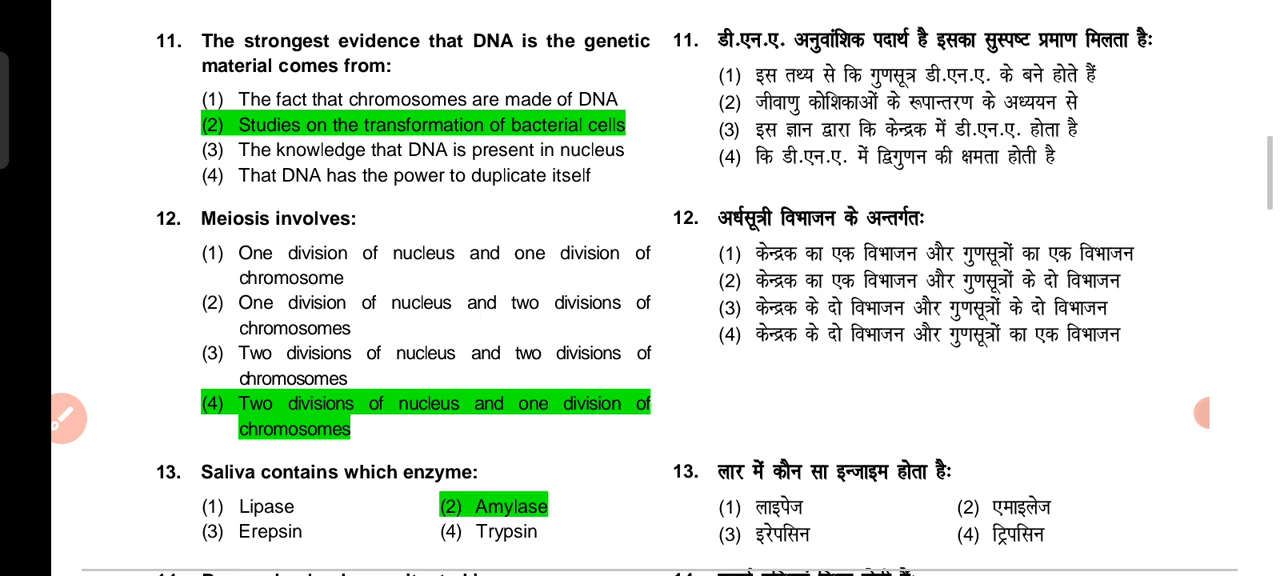 11. The strongest evidence that DNA is the genetic
material comes from:
(1) The fact that chromosomes are made of DNA
(2) Studies on the transformation of bacterial cells
(3) The knowledge that DNA is present in nucleus
(4) That DNA has the power to duplicate itself
12. Meiosis involves:
(1) One division of nucleus and one division of
chromosome
(2) One division of nucleus and two divisions of
chromosomes
(3) Two divisions of nucleus and two divisions of
chromosomes
(4) Two divisions of nucleus and one division of
chromosomes
13. Saliva contains which enzyme:
(1) Lipase (2) Amylase
(3) Erepsin (4) Trypsin
11. डी.एन.ए. अनुवांशिक पदार्थ है इसका सुस्पष्ट प्रमाण मिलता है:
(1) इस तथ्य से कि गुणसूत्र डी.एन.ए. के बने होते हैं
(2) जीवाणु कोशिकाओं के रूपान्तरण के अध्ययन से
(3) इस ज्ञान द्वारा कि केन्द्रक में डी.एन.ए. होता है
(4) कि डी.एन.ए. में द्विगुणन की क्षमता होती है
12. अर्धसूत्री विभाजन के अन्तर्गत:
(1) केन्द्रक का एक विभाजन और गुणसूत्रों का एक विभाजन
(2) केन्द्रक का एक विभाजन और गुणसूत्रों के दो विभाजन
(3) केन्द्रक के दो विभाजन और गुणसूत्रों के दो विभाजन
(4) केन्द्रक के दो विभाजन और गुणसूत्रों का एक विभाजन
13. लार में कौन सा इन्जाइम होता है:
(1) लाइपेज (2) एमाइलेज
(3) इरेपसिन (4) ट्रिपसिन